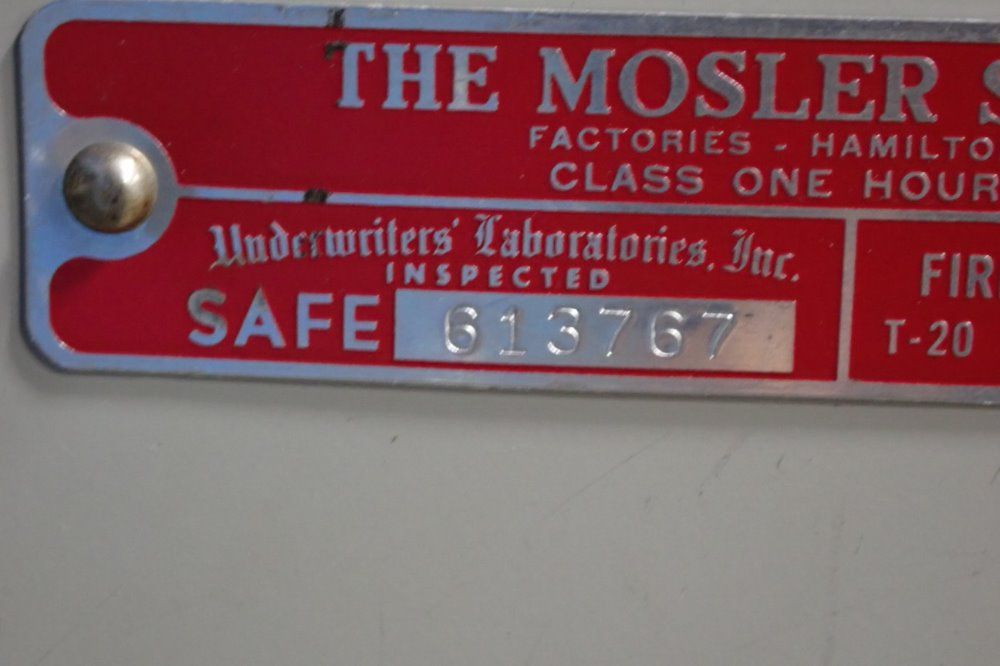 THE MOSLER S
FACTORIES - HAMILTO
CLASS ONE HOUR
Underwriters' Laboratories, Inc.
INSPECTED
SAFE 613767
FIR
T-20